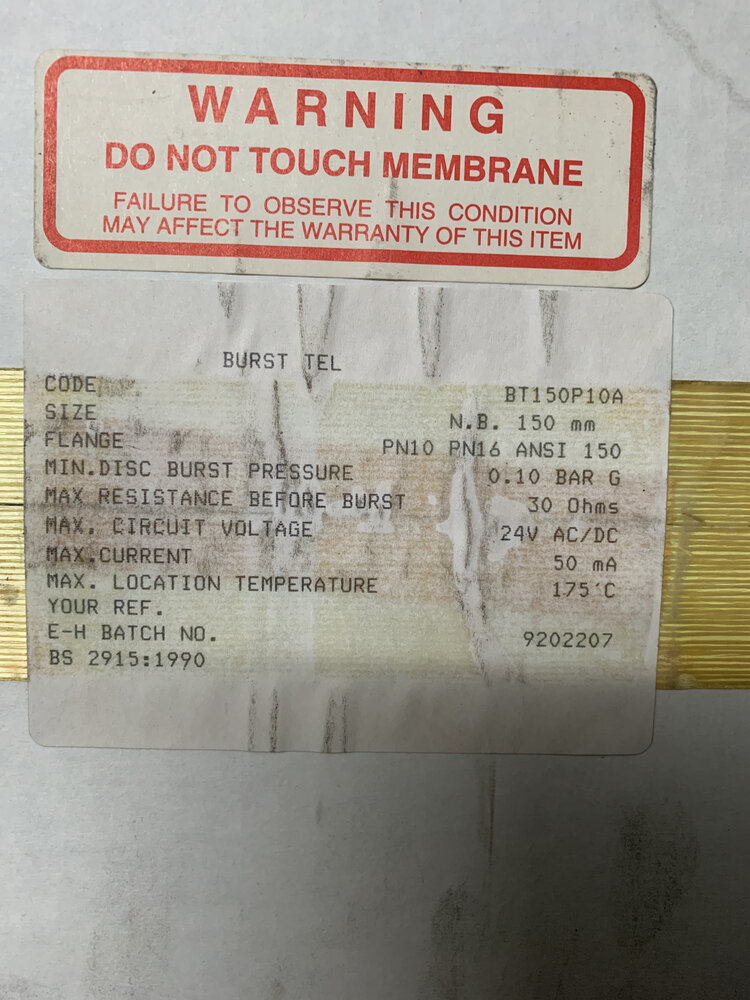 WARNING
DO NOT TOUCH MEMBRANE
FAILURE TO OBSERVE THIS CONDITION
MAY AFFECT THE WARRANTY OF THIS ITEM
BURST TEL
CODE BT150P10A
SIZE N.B. 150 mm
FLANGE PN10 PN16 ANSI 150
MIN.DISC BURST PRESSURE 0.10 BAR G
MAX RESISTANCE BEFORE BURST 30 Ohms
MAX. CIRCUIT VOLTAGE 24V AC/DC
MAX.CURRENT 50 mA
MAX. LOCATION TEMPERATURE 175'C
YOUR REF.
E-H BATCH NO. 9202207
BS 2915:1990